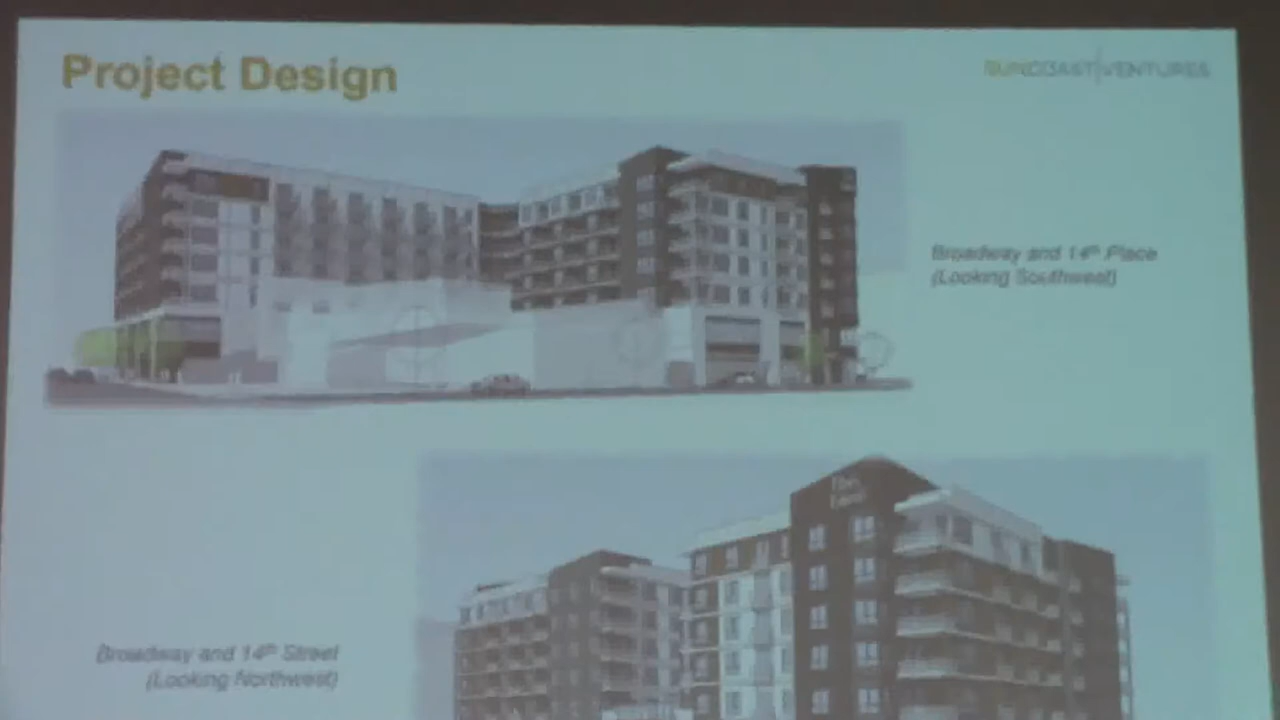 Project Design
SUNCOAST|VENTURES
Broadway and 14th Place
(Looking Southwest)
Broadway and 14th Street
(Looking Northwest)